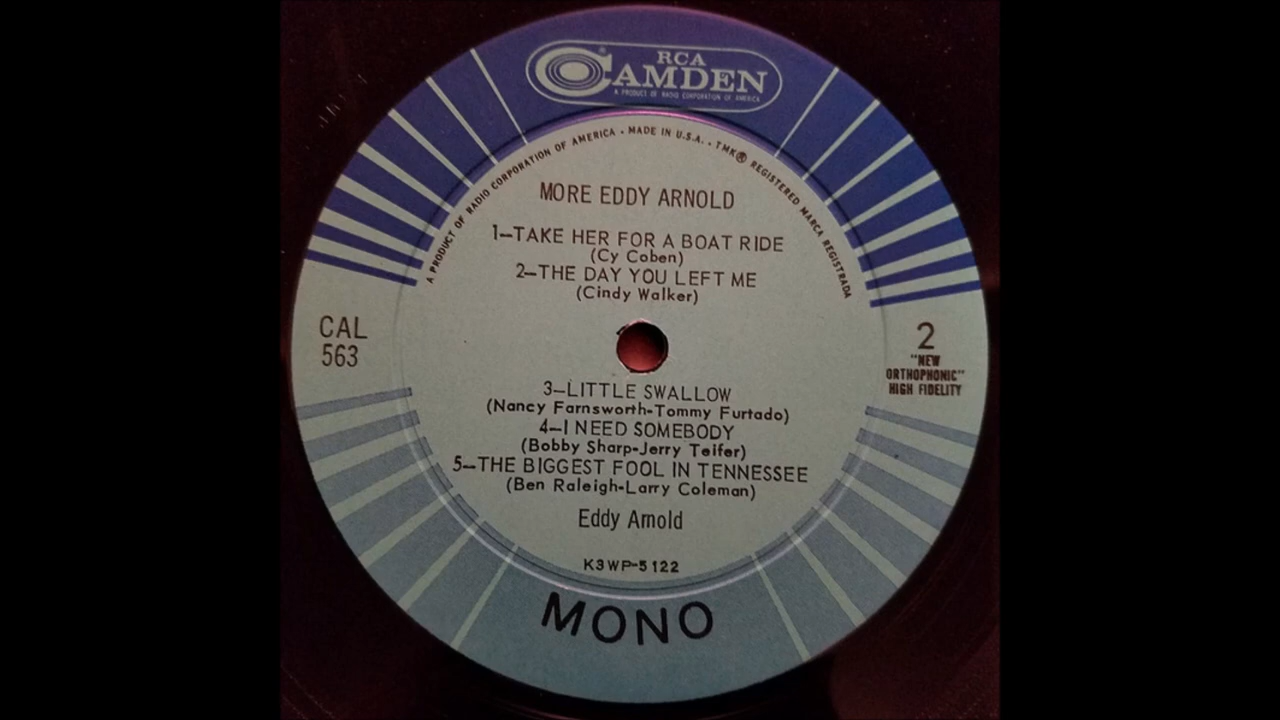 RCA
CAMDEN®
A PRODUCT OF RADIO CORPORATION OF AMERICA
A PRODUCT OF RADIO CORPORATION OF AMERICA • MADE IN U.S.A. • TMK® REGISTERED MARCA REGISTRADA
MORE EDDY ARNOLD
1—TAKE HER FOR A BOAT RIDE
(Cy Coben)
2—THE DAY YOU LEFT ME
(Cindy Walker)
CAL
563
2
"NEW
ORTHOPHONIC"
HIGH FIDELITY
3—LITTLE SWALLOW
(Nancy Farnsworth-Tommy Furtado)
4—I NEED SOMEBODY
(Bobby Sharp-Jerry Teifer)
5—THE BIGGEST FOOL IN TENNESSEE
(Ben Raleigh-Larry Coleman)
Eddy Arnold
K3WP-5122
MONO